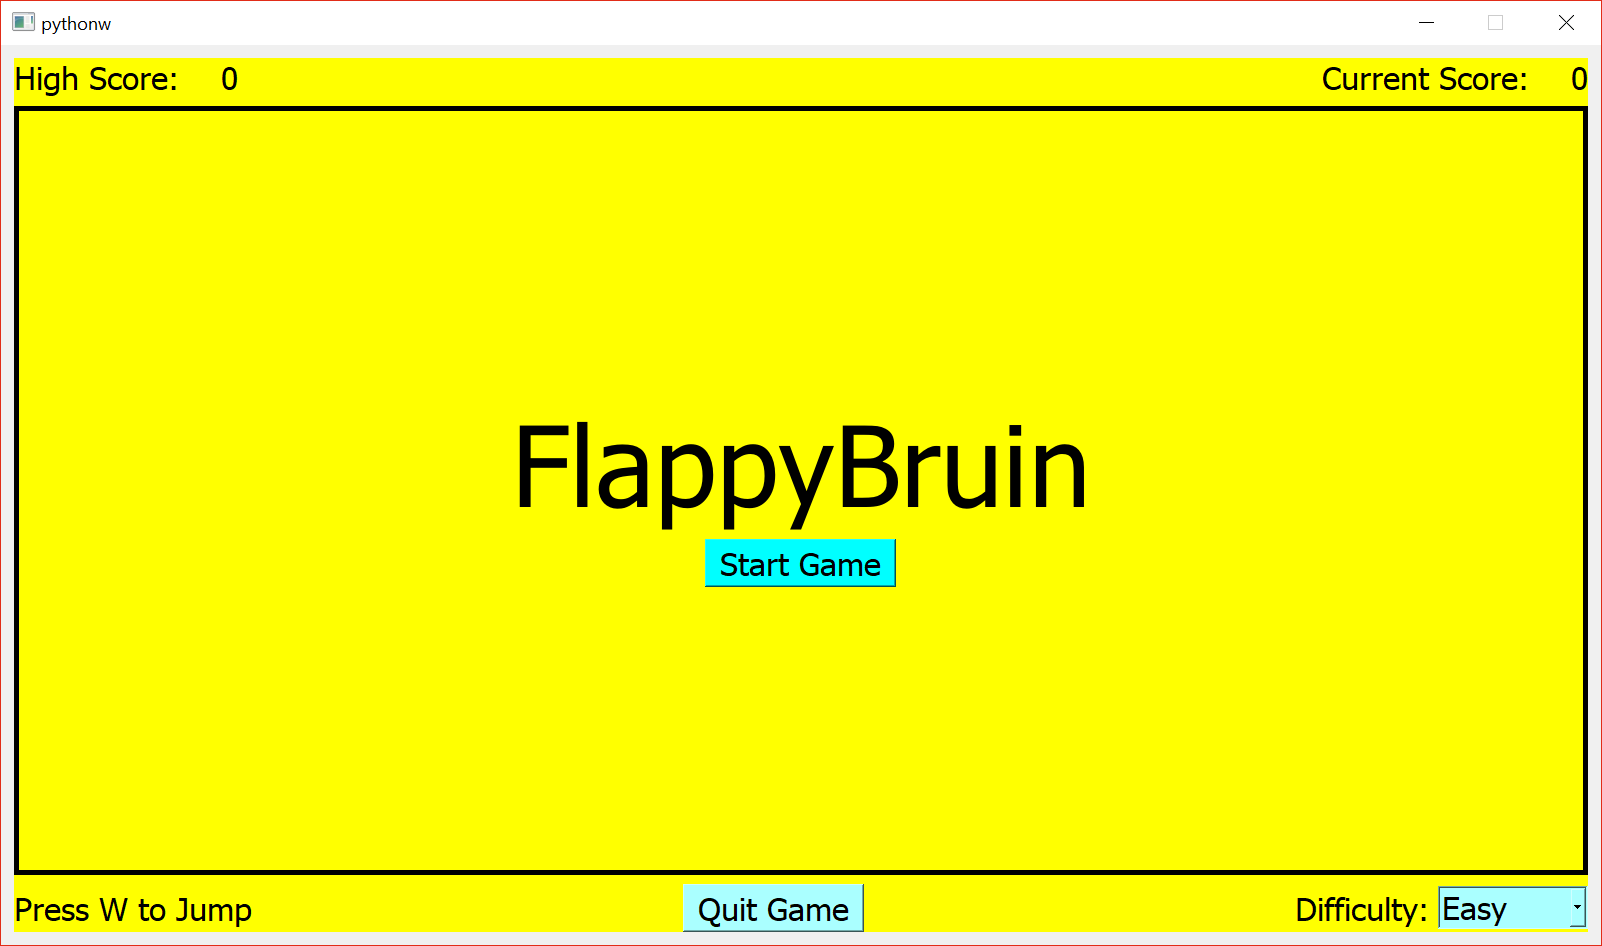 pythonw
High Score: 0
Current Score: 0
FlappyBruin
Start Game
Press W to Jump
Quit Game
Difficulty: Easy